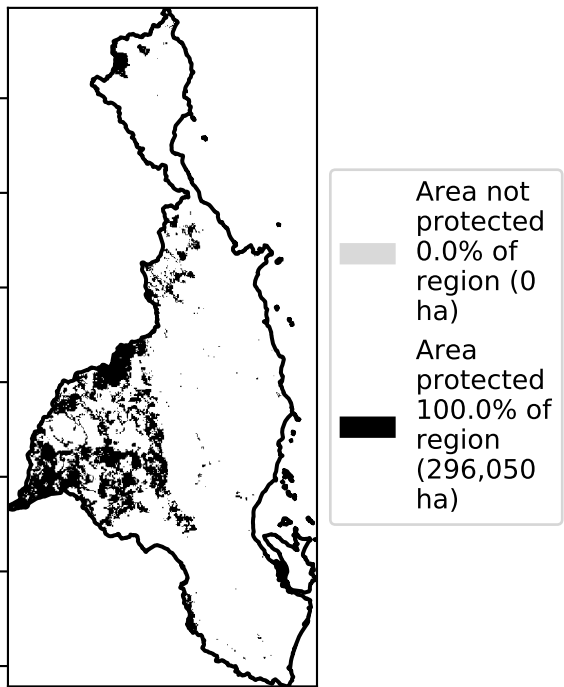 Area not
protected
0.0% of
region (0
ha)
Area
protected
100.0% of
region
(296,050
ha)